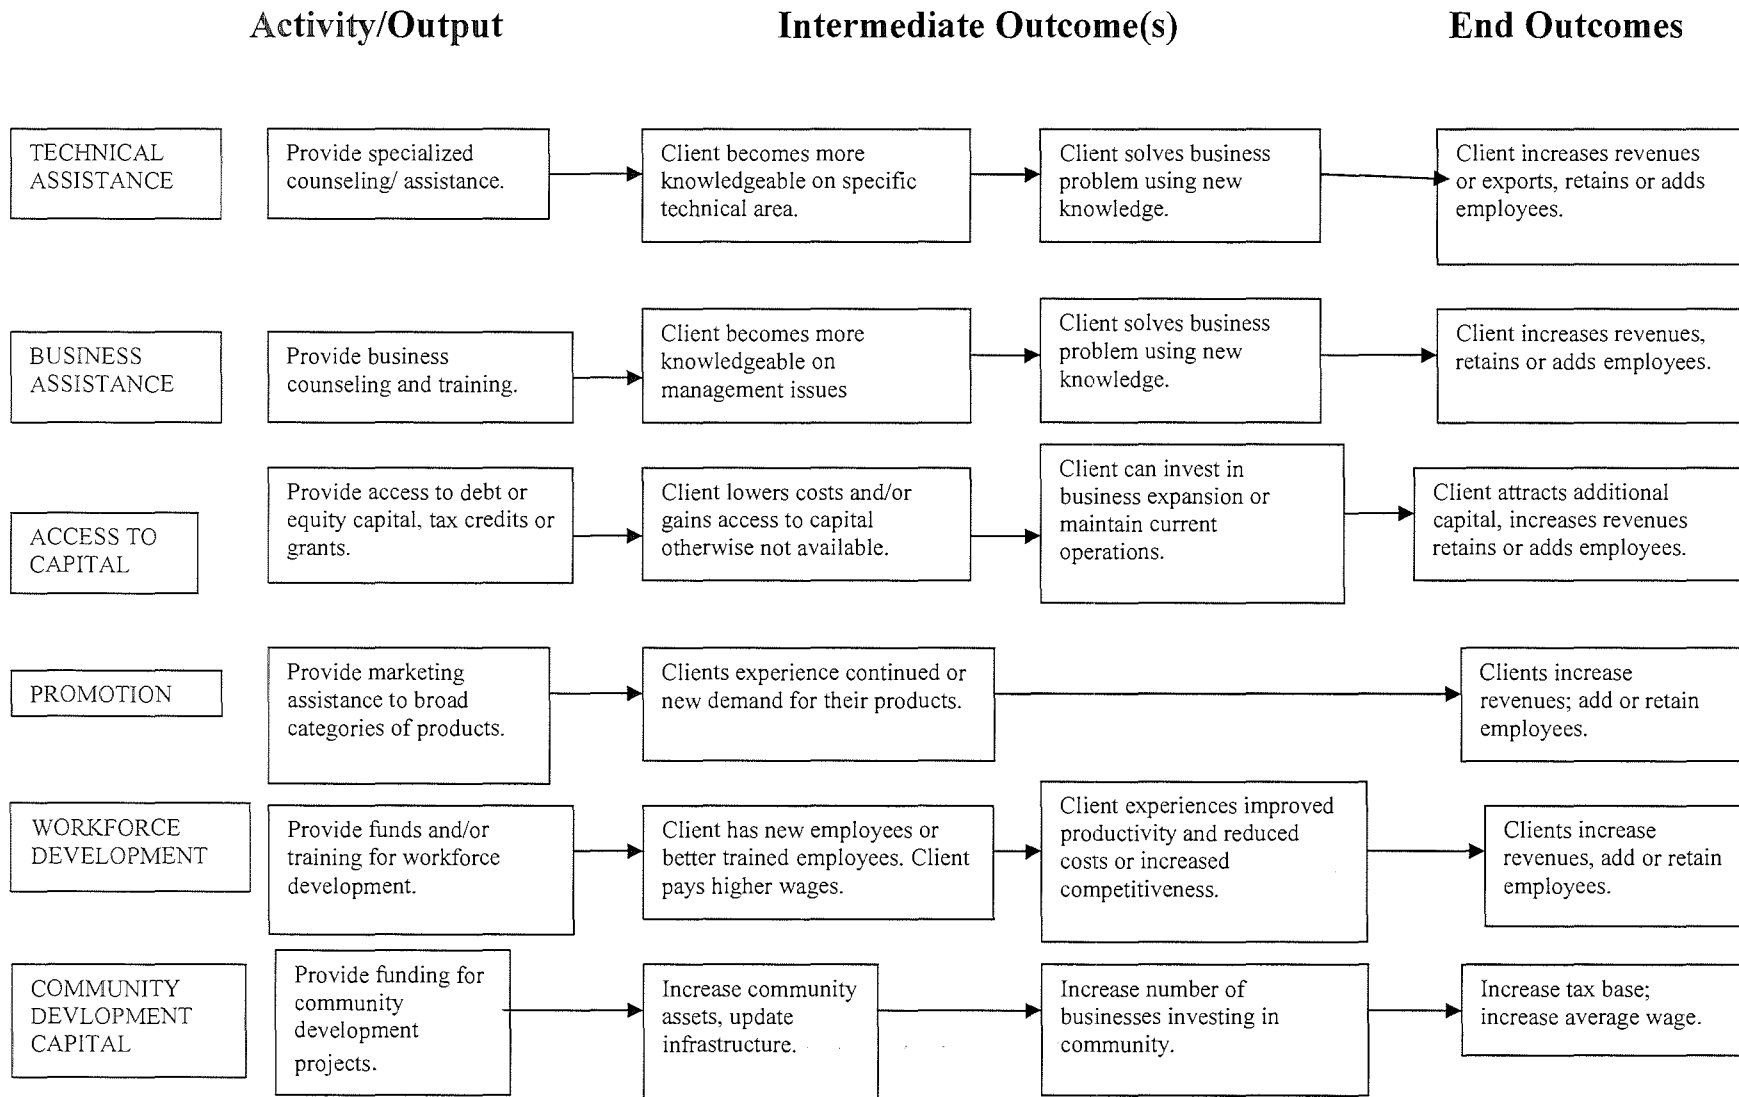 Activity/Output
Intermediate Outcome(s)
End Outcomes
TECHNICAL
ASSISTANCE
Provide specialized
counseling/ assistance.
Client becomes more
knowledgeable on specific
technical area.
Client solves business
problem using new
knowledge.
Client increases revenues
or exports, retains or adds
employees.
BUSINESS
ASSISTANCE
Provide business
counseling and training.
Client becomes more
knowledgeable on
management issues
Client solves business
problem using new
knowledge.
Client increases revenues,
retains or adds employees.
ACCESS TO
CAPITAL
Provide access to debt or
equity capital, tax credits or
grants.
Client lowers costs and/or
gains access to capital
otherwise not available.
Client can invest in
business expansion or
maintain current
operations.
Client attracts additional
capital, increases revenues
retains or adds employees.
PROMOTION
Provide marketing
assistance to broad
categories of products.
Clients experience continued or
new demand for their products.
Clients increase
revenues; add or retain
employees.
WORKFORCE
DEVELOPMENT
Provide funds and/or
training for workforce
development.
Client has new employees or
better trained employees. Client
pays higher wages.
Client experiences improved
productivity and reduced
costs or increased
competitiveness.
Clients increase
revenues, add or retain
employees.
COMMUNITY
DEVLOPMENT
CAPITAL
Provide funding for
community
development
projects.
Increase community
assets, update
infrastructure.
Increase number of
businesses investing in
community.
Increase tax base;
increase average wage.